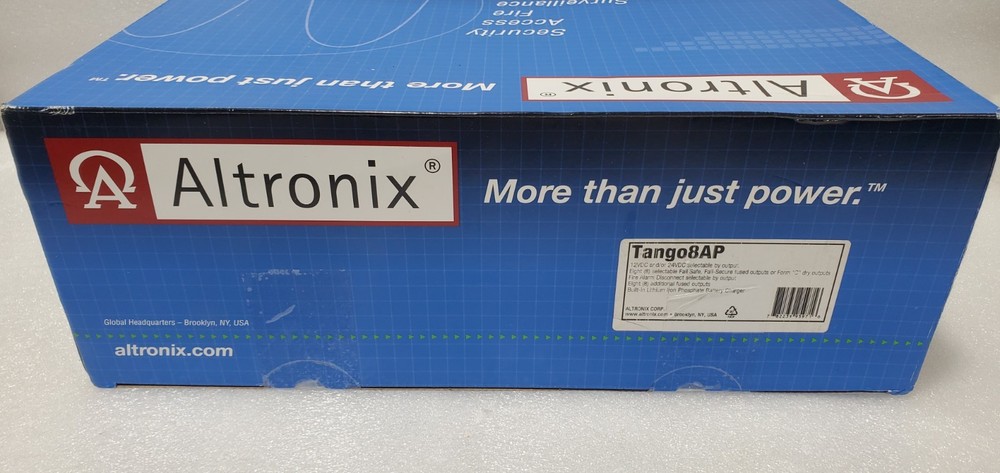 Surveillance
Fire
Access
Security
More than just power.™
Altronix®
Altronix®
More than just power.™
Tango8AP
12VDC and/or 24VDC selectable by output
Eight (8) selectable Fail Safe, Fail-Secure fused outputs or Form "C" dry outputs
Fire Alarm Disconnect selectable by output
Eight (8) additional fused outputs
Built-in Lithium Iron Phosphate Battery Charger
ALTRONIX CORP.
www.altronix.com • Brooklyn, NY, USA
Global Headquarters – Brooklyn, NY, USA
altronix.com